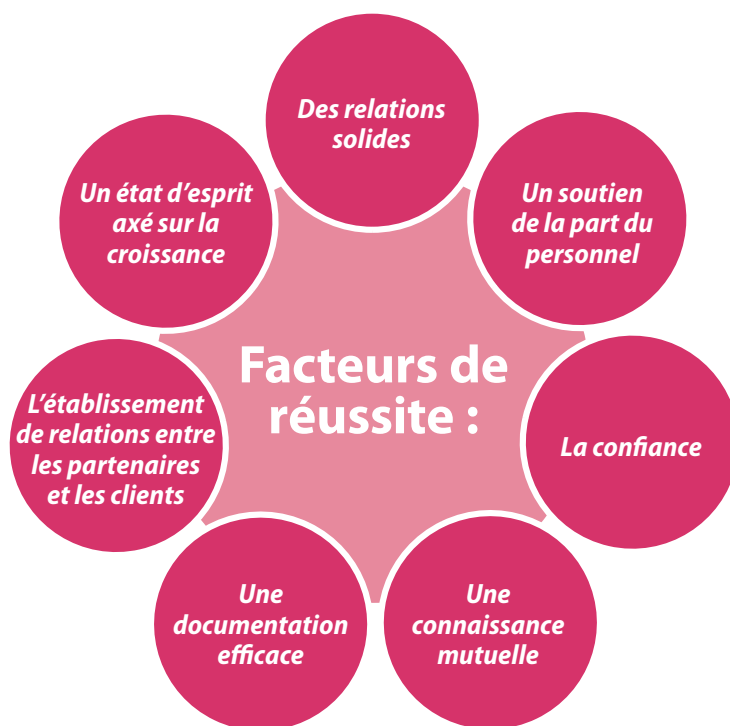 Facteurs de
réussite :
Des relations
solides
Un soutien
de la part du
personnel
La confiance
Une
connaissance
mutuelle
Une
documentation
efficace
L’établissement
de relations entre
les partenaires
et les clients
Un état d’esprit
axé sur la
croissance